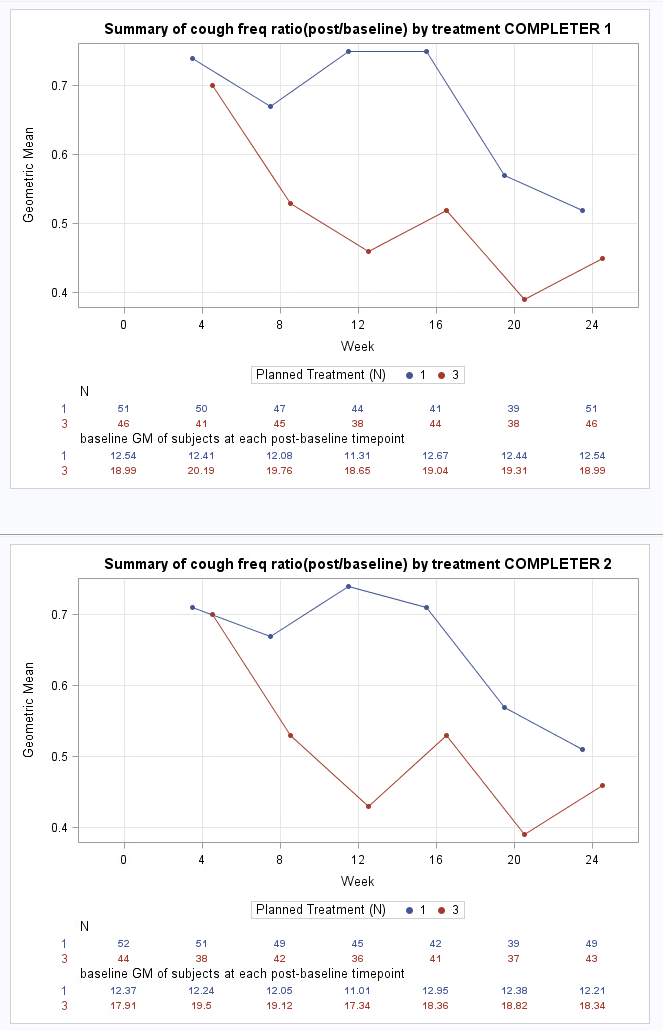 Summary of cough freq ratio(post/baseline) by treatment COMPLETER 1
0.7
0.6
0.5
0.4
Geometric Mean
0 4 8 12 16 20 24
Week
Planned Treatment (N) 1 3
N
1 51 50 47 44 41 39 51
3 46 41 45 38 44 38 46
baseline GM of subjects at each post-baseline timepoint
1 12.54 12.41 12.08 11.31 12.67 12.44 12.54
3 18.99 20.19 19.76 18.65 19.04 19.31 18.99
Summary of cough freq ratio(post/baseline) by treatment COMPLETER 2
0.7
0.6
0.5
0.4
Geometric Mean
0 4 8 12 16 20 24
Week
Planned Treatment (N) 1 3
N
1 52 51 49 45 42 39 49
3 44 38 42 36 41 37 43
baseline GM of subjects at each post-baseline timepoint
1 12.37 12.24 12.05 11.01 12.95 12.38 12.21
3 17.91 19.5 19.12 17.34 18.36 18.82 18.34